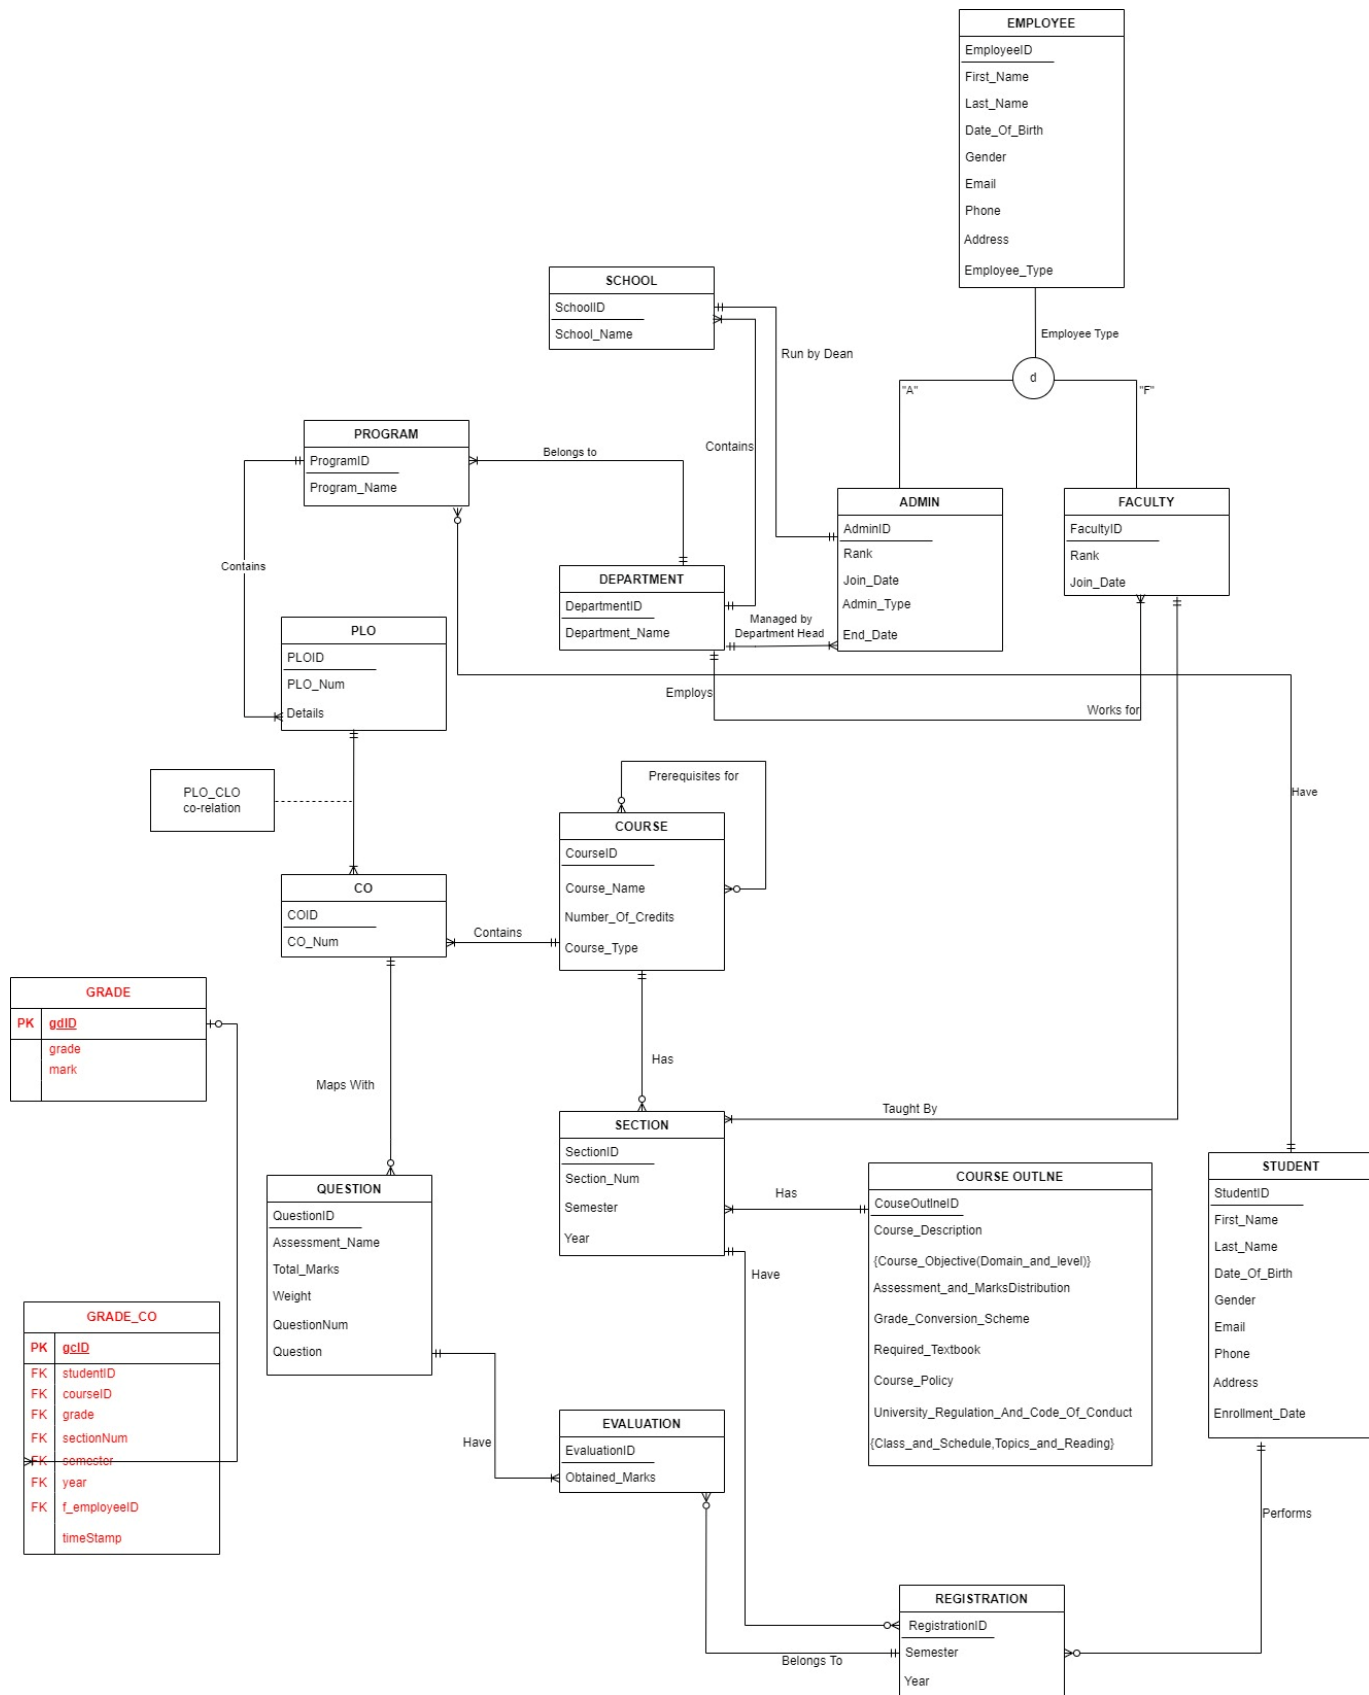 EMPLOYEE
EmployeeID
First_Name
Last_Name
Date_Of_Birth
Gender
Email
Phone
Address
Employee_Type
Employee Type
d
"A"
"F"
SCHOOL
SchoolID
School_Name
Run by Dean
Contains
PROGRAM
ProgramID
Program_Name
Belongs to
Contains
ADMIN
AdminID
Rank
Join_Date
Admin_Type
End_Date
FACULTY
FacultyID
Rank
Join_Date
DEPARTMENT
DepartmentID
Department_Name
Managed by
Department Head
Employs
Works for
PLO
PLOID
PLO_Num
Details
PLO_CLO
co-relation
Have
Prerequisites for
COURSE
CourseID
Course_Name
Number_Of_Credits
Course_Type
CO
COID
CO_Num
Contains
GRADE
PK gdID
grade
mark
Maps With
Has
Taught By
SECTION
SectionID
Section_Num
Semester
Year
Has
Have
COURSE OUTLNE
CouseOutlneID
Course_Description
{Course_Objective(Domain_and_level)}
Assessment_and_MarksDistribution
Grade_Conversion_Scheme
Required_Textbook
Course_Policy
University_Regulation_And_Code_Of_Conduct
{Class_and_Schedule,Topics_and_Reading}
STUDENT
StudentID
First_Name
Last_Name
Date_Of_Birth
Gender
Email
Phone
Address
Enrollment_Date
QUESTION
QuestionID
Assessment_Name
Total_Marks
Weight
QuestionNum
Question
GRADE_CO
PK gcID
FK studentID
FK courseID
FK grade
FK sectionNum
FK semester
FK year
FK f_employeeID
timeStamp
Have
EVALUATION
EvaluationID
Obtained_Marks
Performs
Belongs To
REGISTRATION
RegistrationID
Semester
Year